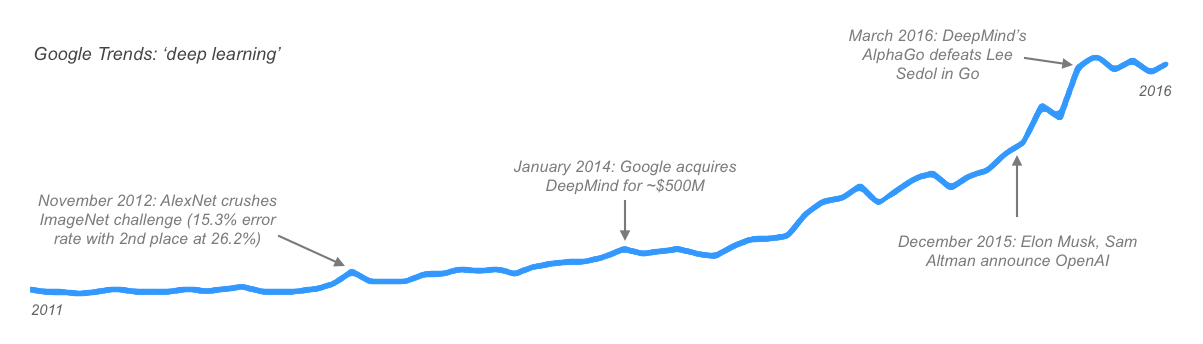 Google Trends: ‘deep learning’
March 2016: DeepMind’s
AlphaGo defeats Lee
Sedol in Go
2016
January 2014: Google acquires
DeepMind for ~$500M
November 2012: AlexNet crushes
ImageNet challenge (15.3% error
rate with 2nd place at 26.2%)
December 2015: Elon Musk, Sam
Altman announce OpenAI
2011